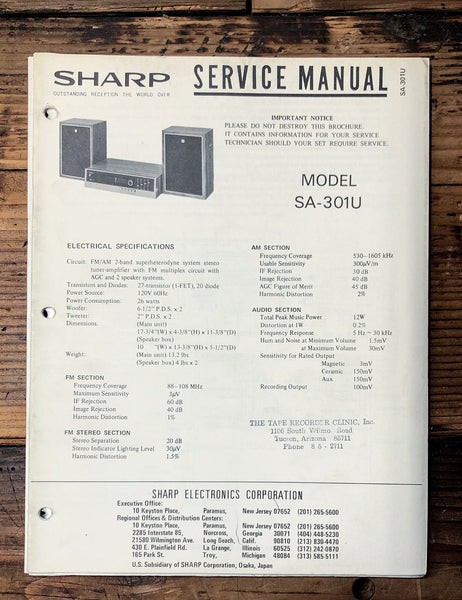 SHARP SERVICE MANUAL
OUTSTANDING RECEPTION THE WORLD OVER
SA-301U
IMPORTANT NOTICE
PLEASE DO NOT DESTROY THIS BROCHURE.
IT CONTAINS INFORMATION FOR YOUR SERVICE
TECHNICIAN SHOULD YOUR SET REQUIRE SERVICE.
MODEL
SA-301U
ELECTRICAL SPECIFICATIONS
Circuit: FM/AM 2-band superheterodyne system stereo
tuner-amplifier with FM multiplex circuit with
AGC and 2 speaker systems.
Transistors and Diodes: 27-transistor (1-FET), 20 diode
Power Source: 120V 60Hz
Power Consumption: 26 watts
Woofer: 6-1/2" P.D.S x 2
Tweeter: 2" P.D.S x 2
Dimensions: (Main unit)
17-3/4"(W) x 4-3/8"(H) x 11-3/8"(D)
(Speaker box)
10 "(W) x 13-3/8"(H) x 5-1/2"(D)
Weight: (Main unit) 13.2 lbs
(Speaker box) 4 lbs x 2
FM SECTION
Frequency Coverage 88–108 MHz
Maximum Sensitivity 3μV
IF Rejection 60 dB
Image Rejection 40 dB
Harmonic Distortion 1%
FM STEREO SECTION
Stereo Separation 20 dB
Stereo Indicator Lighting Level 30μV
Harmonic Distortion 1.5%
AM SECTION
Frequency Coverage 530–1605 kHz
Usable Sensitivity 300μV/m
IF Rejection 30 dB
Image Rejection 40 dB
AGC Figure of Merit 45 dB
Harmonic Distortion 2%
AUDIO SECTION
Total Peak Music Power 12W
Distortion at 1W 0.2%
Frequency Response 5 Hz ~ 30 kHz
Hum and Noise at Minimum Volume 1.5mV
at Maximum Volume 30mV
Sensitivity for Rated Output
Magnetic 3mV
Ceramic 150mV
Aux 150mV
Recording Output 100mV
THE TAPE RECORDER CLINIC, Inc.
1106 South Wilmo Road
Tucson, Arizona 85711
Phone 8 5 - 2711
SHARP ELECTRONICS CORPORATION
Executive Office:
10 Keystone Place, Paramus, New Jersey 07652 (201) 265-5600
Regional Offices & Distribution Centers:
10 Keyston Place, Paramus, New Jersey 07652 (201) 265-5600
2285 Interstate 85, Norcross, Georgia 30071 (404) 448-5230
21580 Wilmington Ave. Long Beach, Calif. 90810 (213) 830-4470
430 E. Plainfield Rd. La Grange, Illinois 60525 (312) 242-0870
165 Park St. Troy, Michigan 48084 (313) 585-5111
U.S. Subsidiary of SHARP Corporation, Osaka, Japan